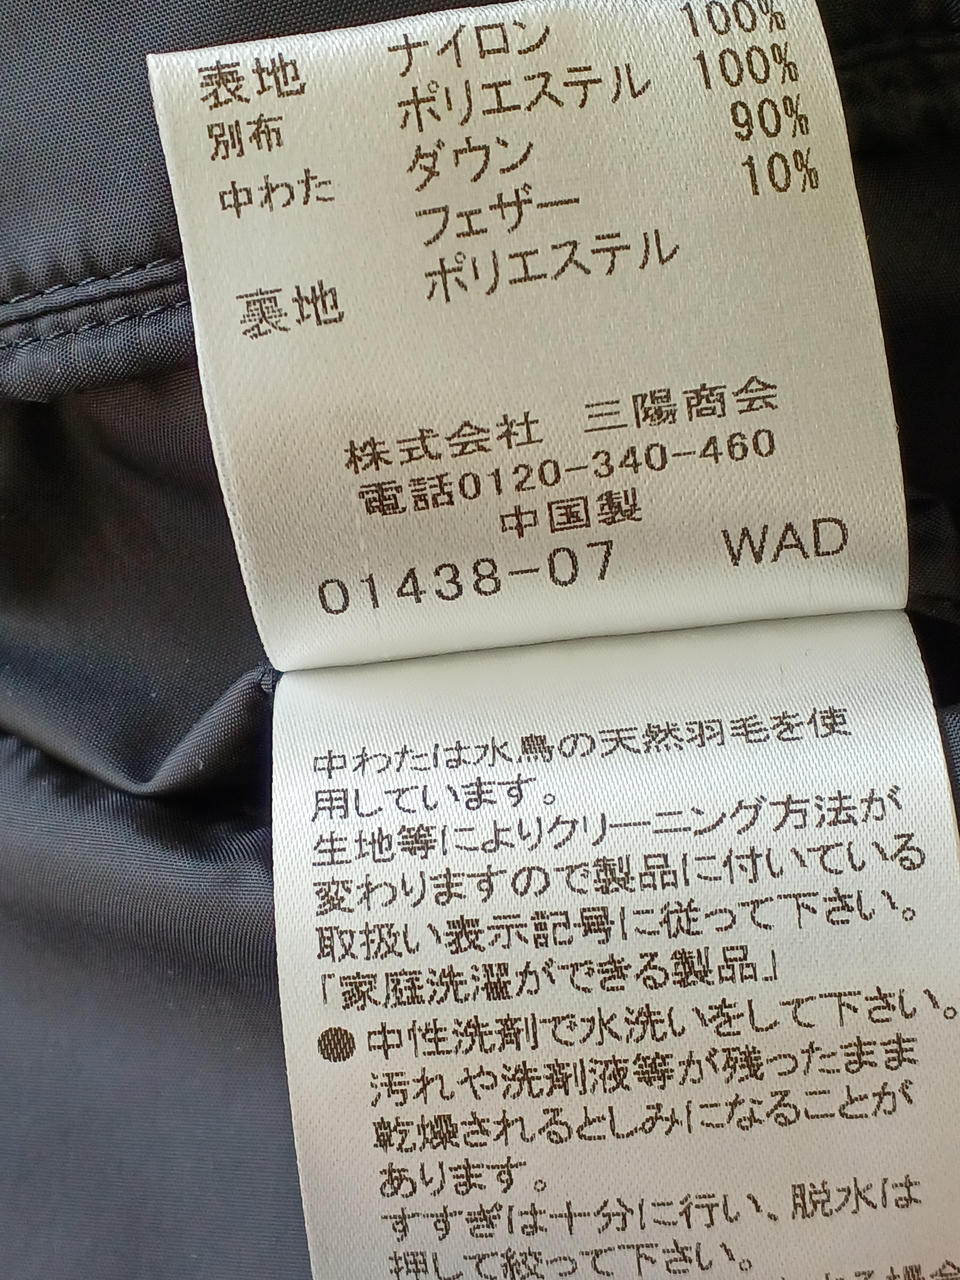 表地 ナイロン 100%
別布 ポリエステル 100%
中わた ダウン 90%
フェザー 10%
裏地 ポリエステル
株式会社 三陽商会
電話0120-340-460
中国製
01438-07 WAD
中わたは水鳥の天然羽毛を使
用しています。
生地等によりクリーニング方法が
変わりますので製品に付いている
取扱い表示記号に従って下さい。
「家庭洗濯ができる製品」
●中性洗剤で水洗いをして下さい。
汚れや洗剤液等が残ったまま
乾燥されるとしみになることが
あります。
すすぎは十分に行い、脱水は
押して絞って下さい。